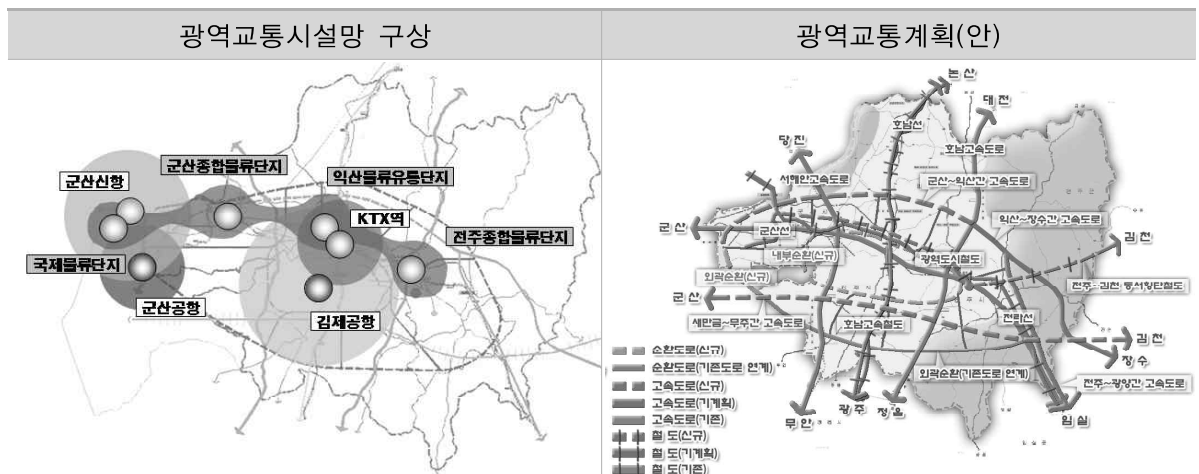 광역교통시설망 구상
광역교통계획(안)
군산종합물류단지
군산신항
익산물류유통단지
KTX역
전주종합물류단지
국제물류단지
군산공항
김제공항
논산
대전
호남선
당진
호남고속도로
서해안고속도로
군산~익산간 고속도로
익산~장수간 고속도로
군산
군산선
김천
내부순환(신규)
광역도시철도
외곽순환(신규)
전주~김천 동서횡단철도
군산
새만금~무주간 고속도로
호남고속철도
전라선
김천
장수
외곽순환(기존도로 연계)
전주~광양간 고속도로
무안
광주
정읍
임실
순환도로(신규)
순환도로(기존도로 연계)
고속도로(신규)
고속도로(기계획)
고속도로(기존)
철 도(신규)
철 도(기계획)
철 도(기존)